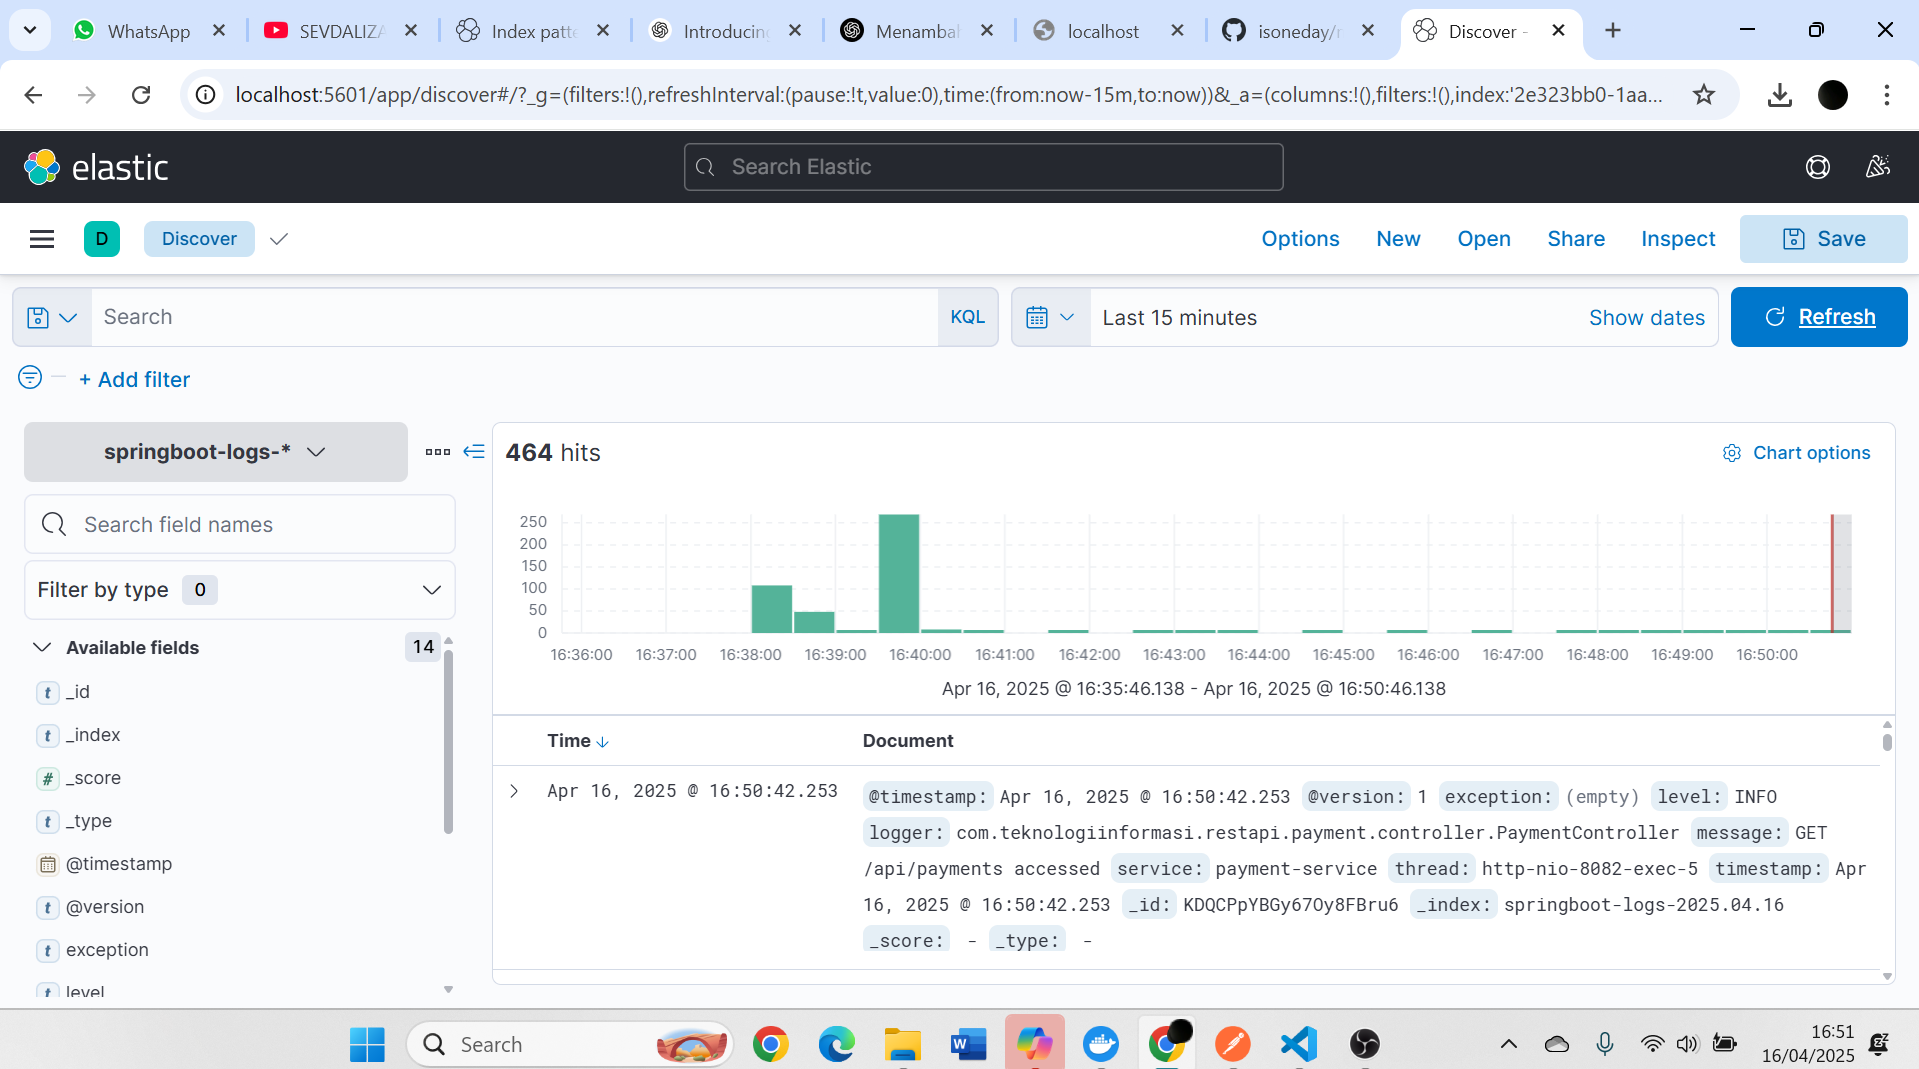 WhatsApp
SEVDALIZA
Index patte
Introducing
Menambah
localhost
isoneday/r
Discover -
localhost:5601/app/discover#/?_g=(filters:!(),refreshInterval:(pause:!t,value:0),time:(from:now-15m,to:now))&_a=(columns:!(),filters:!(),index:'2e323bb0-1aa...
elastic
Search Elastic
D
Discover
Options
New
Open
Share
Inspect
Save
Search
KQL
Last 15 minutes
Show dates
Refresh
+ Add filter
springboot-logs-*
Search field names
Filter by type 0
Available fields 14
t _id
t _index
# _score
t _type
@timestamp
t @version
t exception
t level
464 hits
Chart options
250
200
150
100
50
0
16:36:00 16:37:00 16:38:00 16:39:00 16:40:00 16:41:00 16:42:00 16:43:00 16:44:00 16:45:00 16:46:00 16:47:00 16:48:00 16:49:00 16:50:00
Apr 16, 2025 @ 16:35:46.138 - Apr 16, 2025 @ 16:50:46.138
Time Document
Apr 16, 2025 @ 16:50:42.253
@timestamp: Apr 16, 2025 @ 16:50:42.253 @version: 1 exception: (empty) level: INFO
logger: com.teknologiinformasi.restapi.payment.controller.PaymentController message: GET
/api/payments accessed service: payment-service thread: http-nio-8082-exec-5 timestamp: Apr
16, 2025 @ 16:50:42.253 _id: KDQCPpYBGy67Oy8FBru6 _index: springboot-logs-2025.04.16
_score: - _type: -
Search
W
16:51
16/04/2025